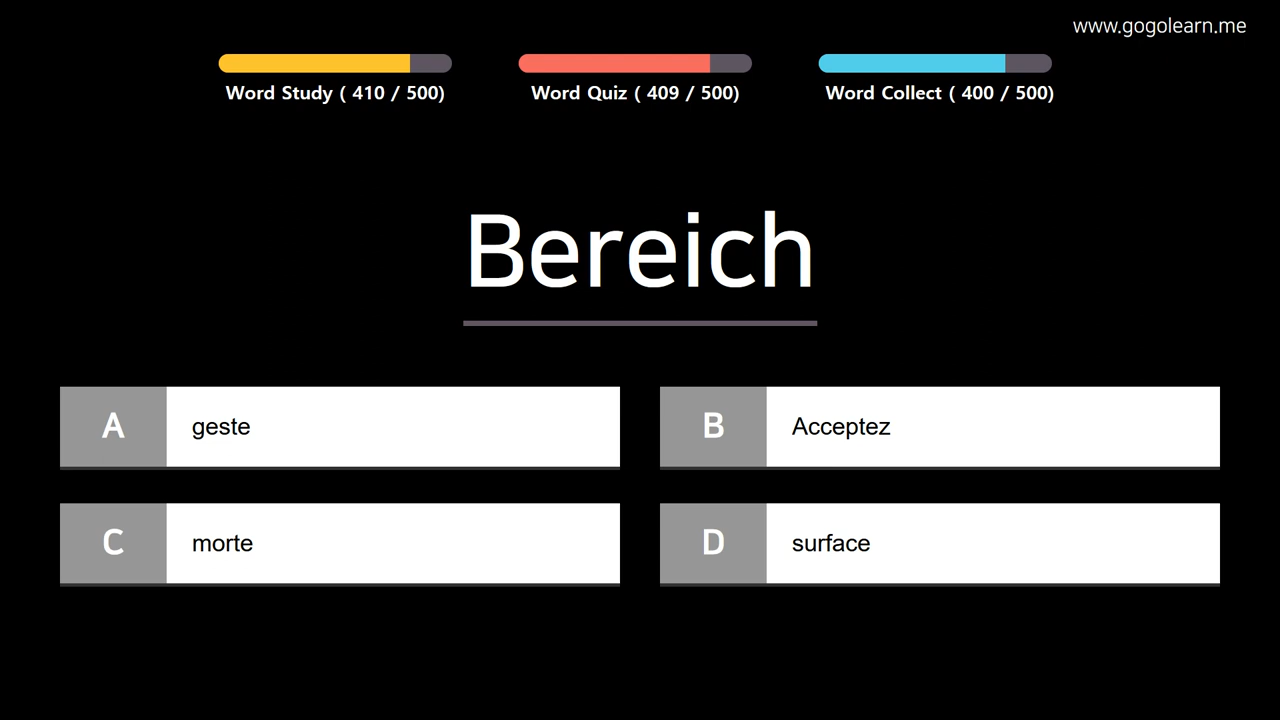 www.gogolearn.me
Word Study ( 410 / 500)
Word Quiz ( 409 / 500)
Word Collect ( 400 / 500)
Bereich
A geste
B Acceptez
C morte
D surface